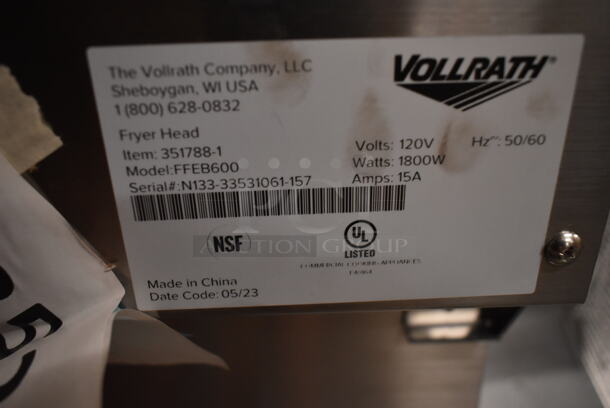 The Vollrath Company, LLC
Sheboygan, WI USA
1 (800) 628-0832
VOLLRATH®
Fryer Head
Item: 351788-1
Model: FFEB600
Serial#: N133-33531061-157
Volts: 120V Hz~: 50/60
Watts: 1800W
Amps: 15A
NSF
UL
LISTED
COMMERCIAL COOKING APPLIANCES
AUCTION GROUP
Made in China
Date Code: 05/23